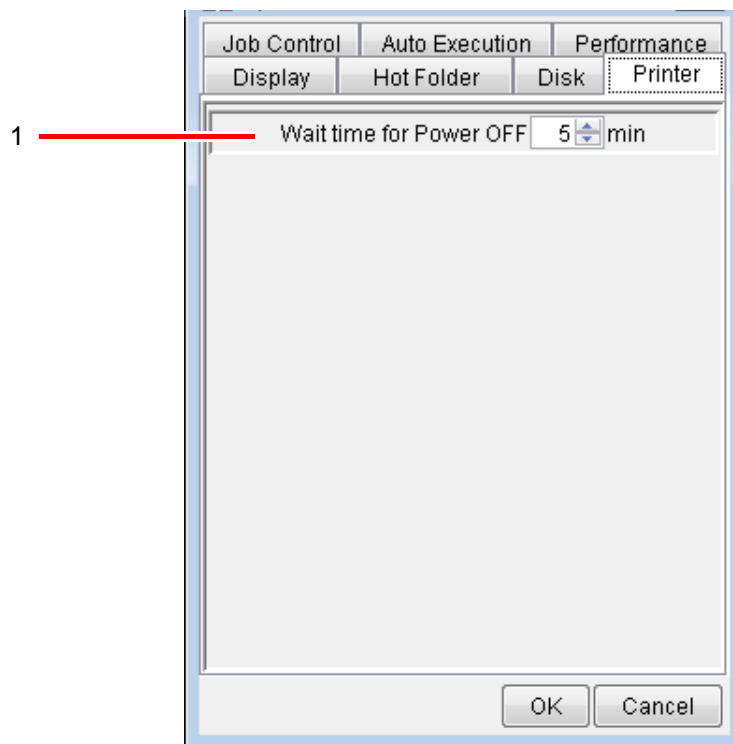 Job Control Auto Execution Performance
Display Hot Folder Disk Printer
1 Wait time for Power OFF 5 min
OK Cancel